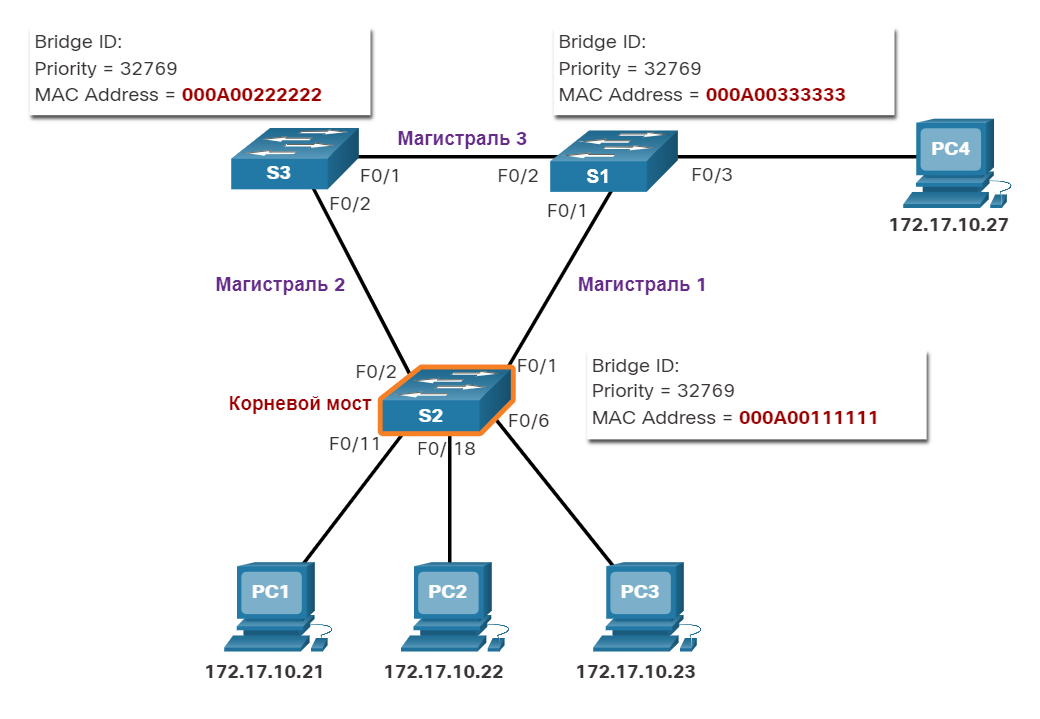 Bridge ID:
Priority = 32769
MAC Address = 000A00222222
Bridge ID:
Priority = 32769
MAC Address = 000A00333333
Магистраль 3
S3
F0/1
F0/2
S1
F0/3
PC4
F0/2
F0/1
172.17.10.27
Магистраль 2
Магистраль 1
F0/2
F0/1
Bridge ID:
Priority = 32769
MAC Address = 000A00111111
Корневой мост
S2
F0/6
F0/11
F0/18
PC1
PC2
PC3
172.17.10.21
172.17.10.22
172.17.10.23